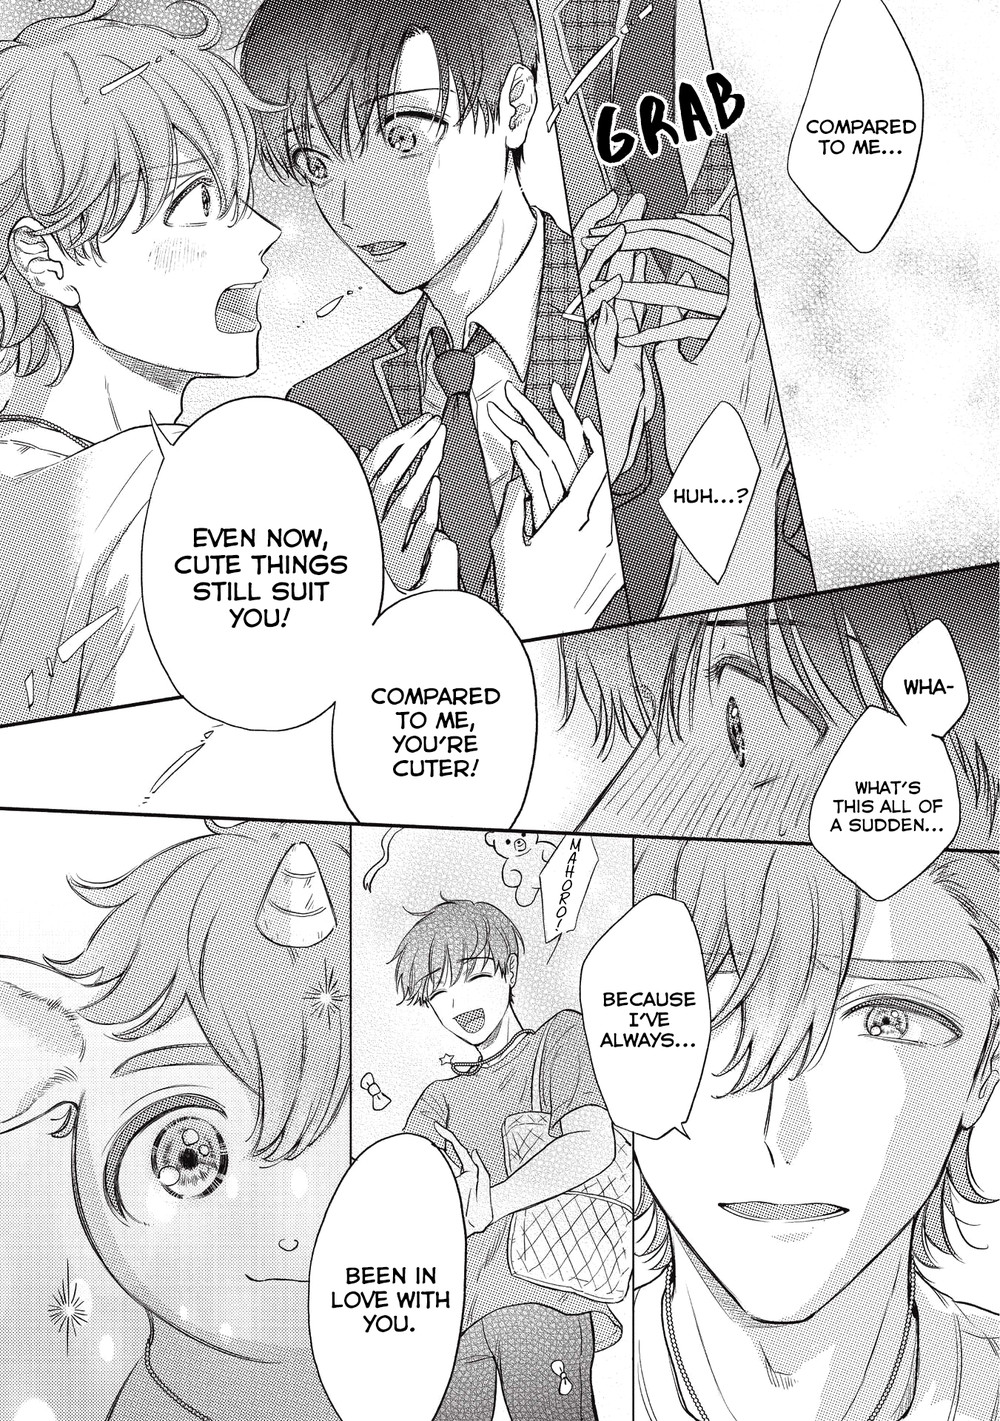 COMPARED
TO ME...
GRAB
HUH...?
EVEN NOW,
CUTE THINGS
STILL SUIT
YOU!
COMPARED
TO ME,
YOU'RE
CUTER!
WHA-
WHAT'S
THIS ALL OF
A SUDDEN...
BECAUSE
I'VE
ALWAYS...
MAHORO!
BEEN IN
LOVE WITH
YOU.